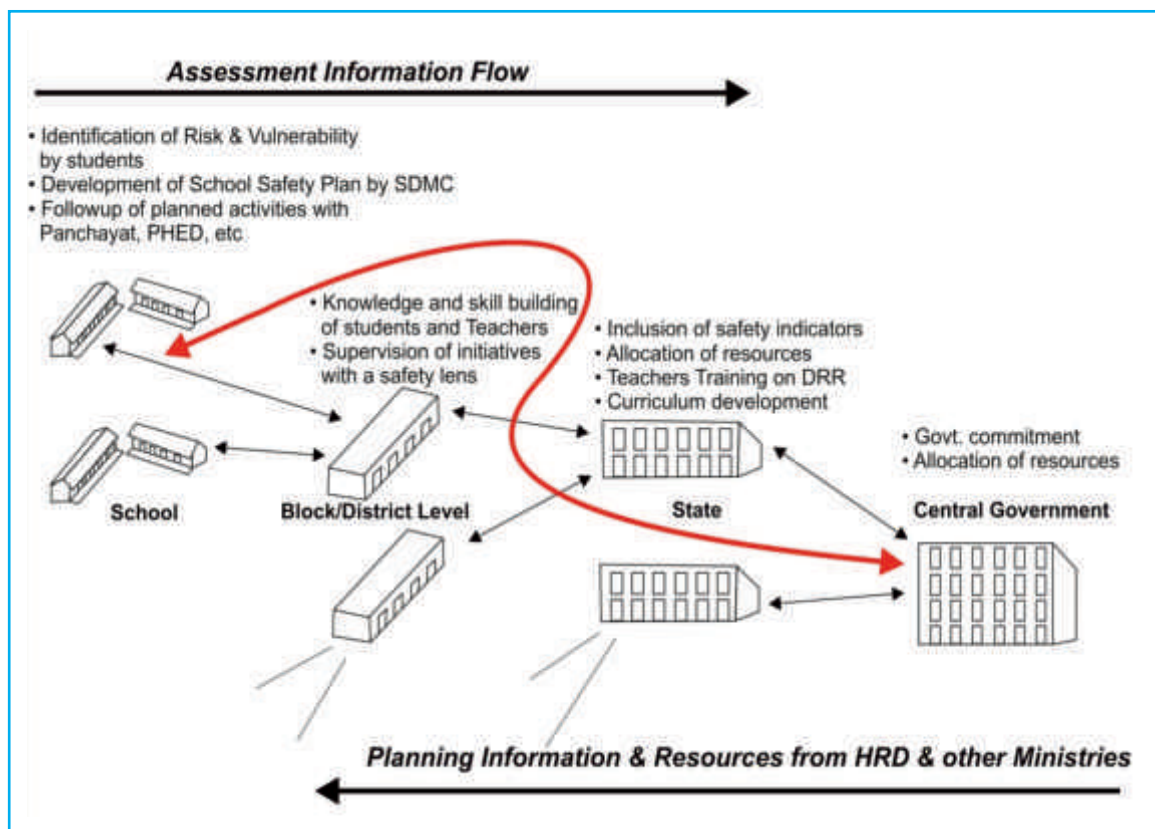 Assessment Information Flow
• Identification of Risk & Vulnerability
by students
• Development of School Safety Plan by SDMC
• Followup of planned activities with
Panchayat, PHED, etc
• Knowledge and skill building
of students and Teachers
• Supervision of initiatives
with a safety lens
• Inclusion of safety indicators
• Allocation of resources
• Teachers Training on DRR
• Curriculum development
• Govt. commitment
• Allocation of resources
School
Block/District Level
State
Central Government
Planning Information & Resources from HRD & other Ministries